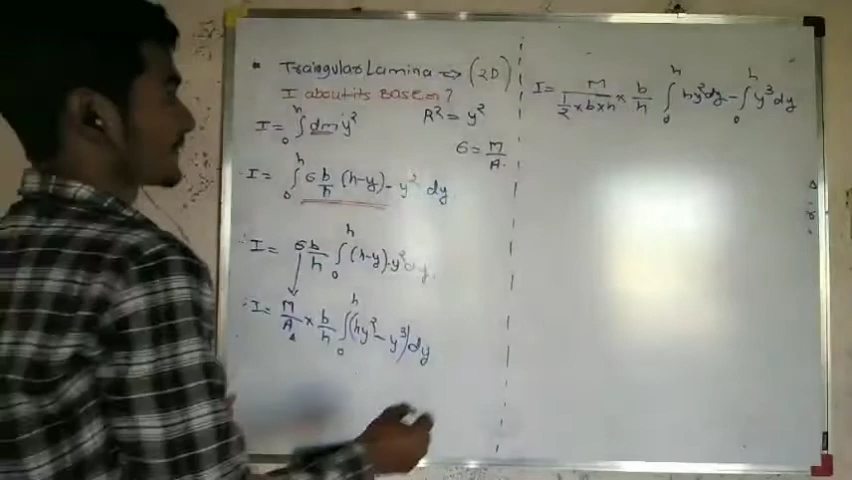 • Triangular Lamina ⇒ (2D)
I about its Base = ?
I = ∫₀ʰ dm y² R² = y²
σ = M/A
I = ∫₀ʰ σ b/h (h-y) · y² dy
∴ I = σ b/h ∫₀ʰ (h-y) · y² dy
∴ I = M/A × b/h ∫₀ʰ (hy² - y³) dy
I = M/(1/2 × b × h) × b/h ∫₀ʰ hy² dy - ∫₀ʰ y³ dy